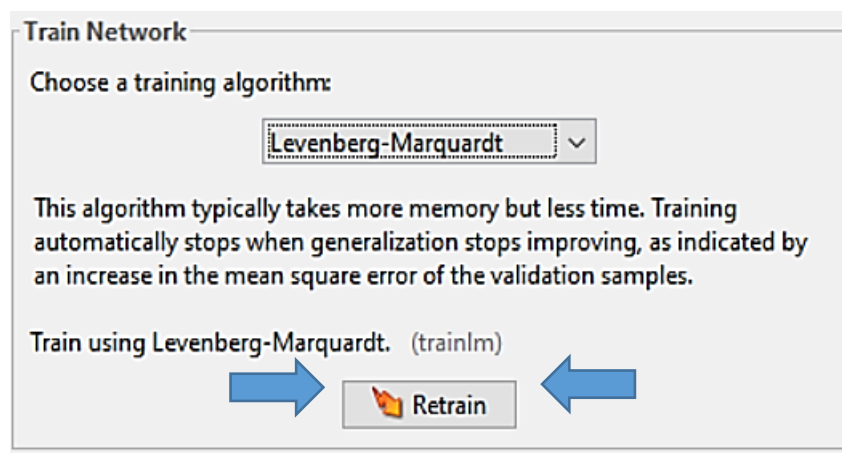 Train Network
Choose a training algorithm:
Levenberg-Marquardt
This algorithm typically takes more memory but less time. Training
automatically stops when generalization stops improving, as indicated by
an increase in the mean square error of the validation samples.
Train using Levenberg-Marquardt. (trainlm)
Retrain